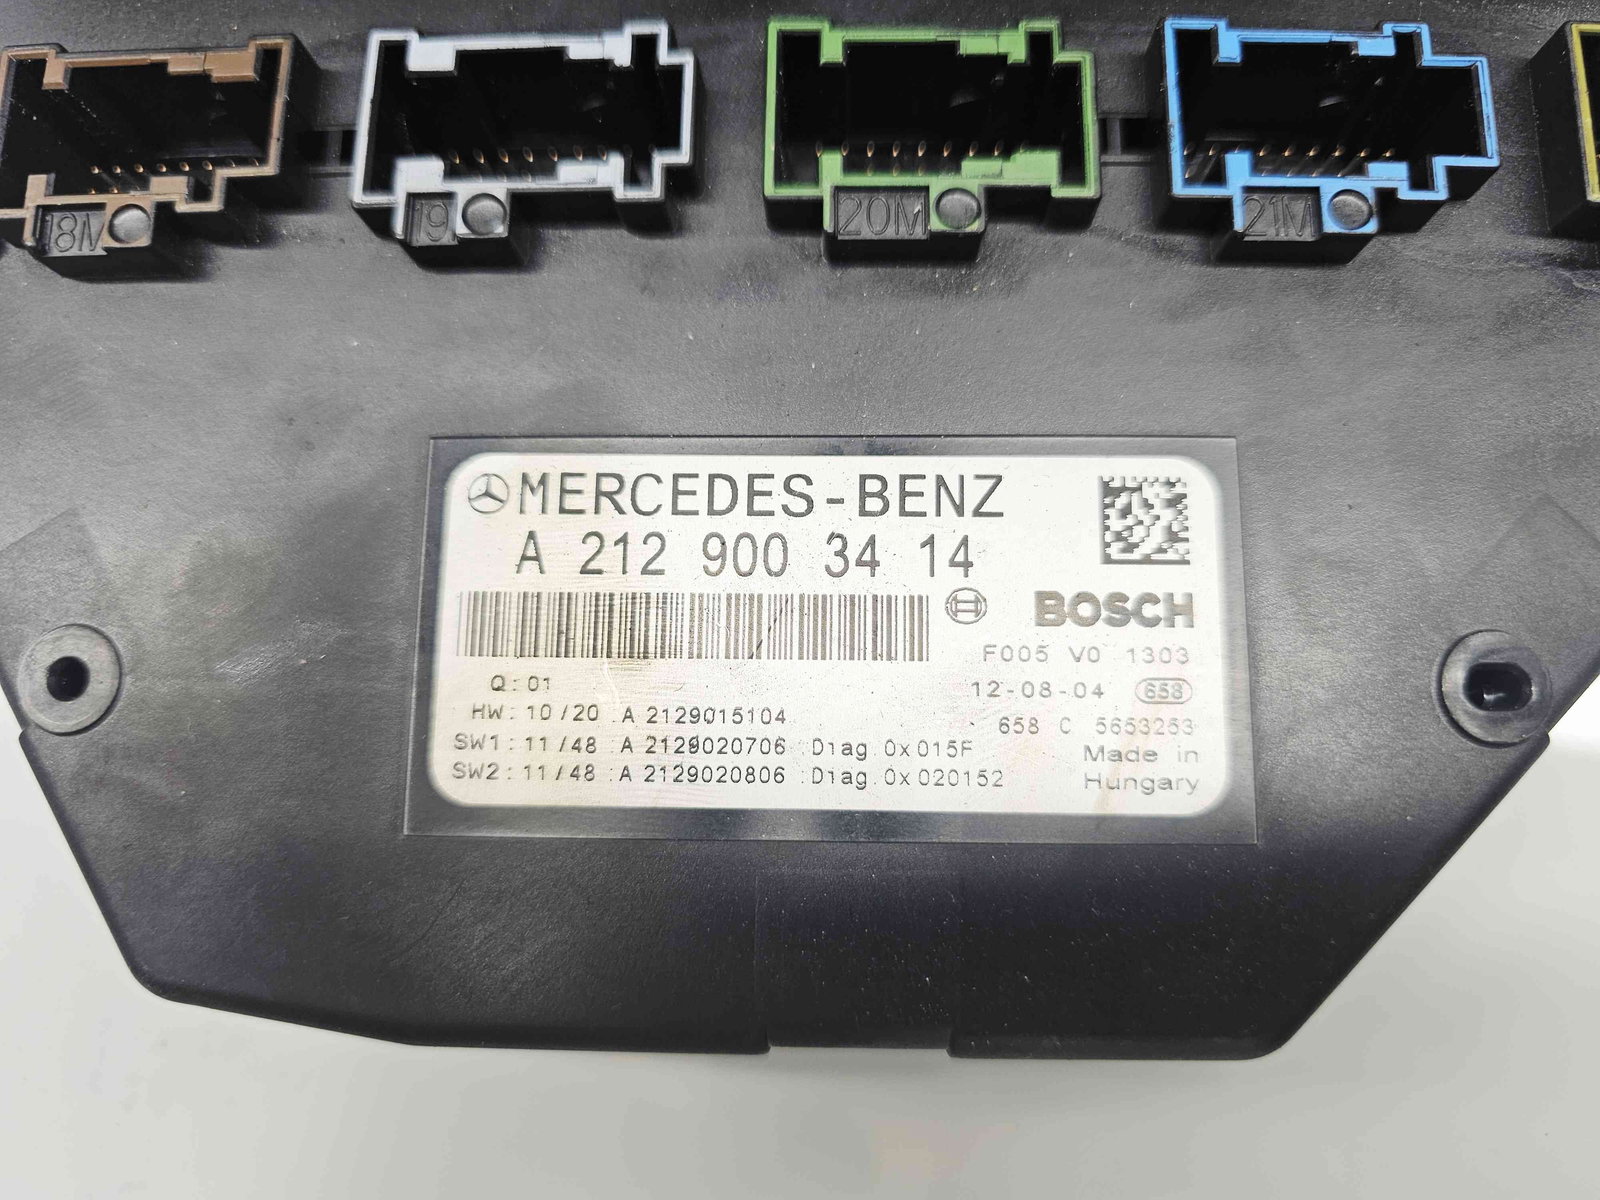 18M
19
20M
21M
MERCEDES-BENZ
A 212 900 3414
BOSCH
F005 V0 1303
Q:01
12-08-04 658
HW: 10/20 A 2129015104
658 C 5653253
SW1: 11/48 A 2129020706 Diag.0x015F
Made in
SW2: 11/48 A 2129020806 Diag.0x020152
Hungary